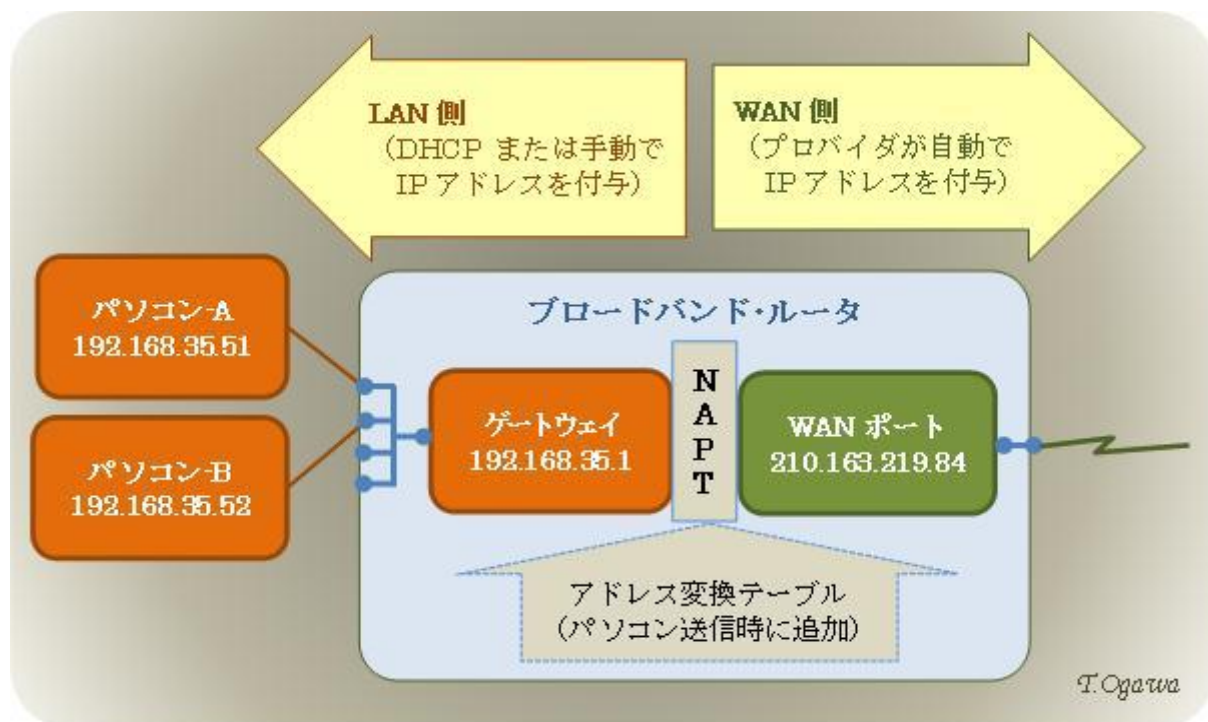 LAN 側
(DHCP または手動で
IP アドレスを付与)
WAN 側
(プロバイダが自動で
IP アドレスを付与)
パソコン-A
192.168.35.51
パソコン-B
192.168.35.52
ブロードバンド・ルータ
ゲートウェイ
192.168.35.1
N
A
P
T
WAN ポート
210.163.219.84
アドレス変換テーブル
(パソコン送信時に追加)
T.Ogawa